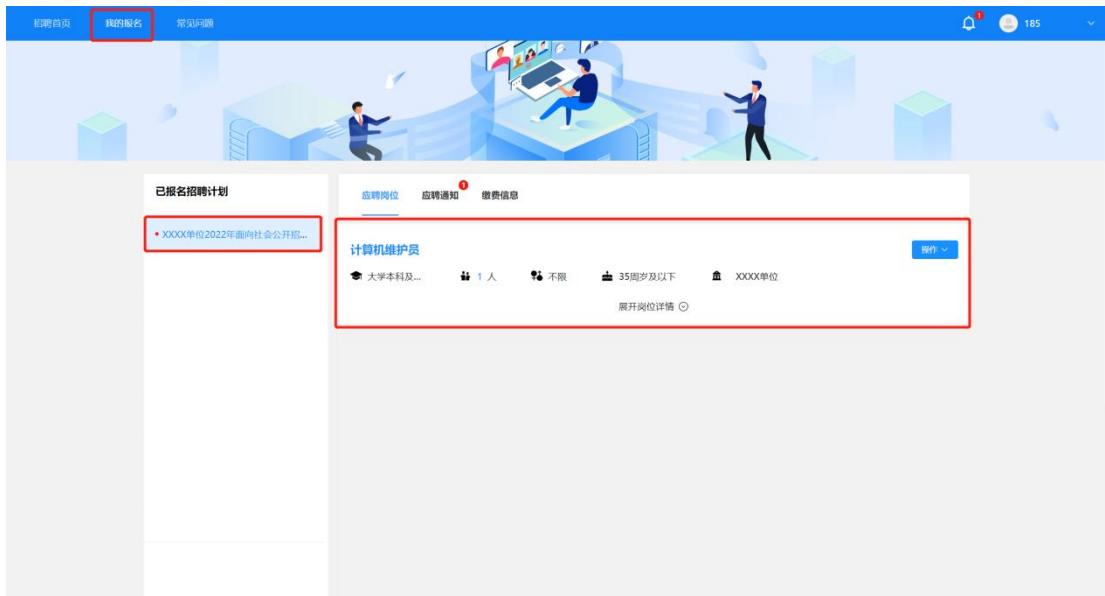 招聘首页 我的报名 常见问题 1 185
已报名招聘计划
应聘岗位 应聘通知 1 缴费信息
XXXX单位2022年面向社会公开招...
计算机维护员 操作
大学本科及... 1 人 不限 35周岁及以下 XXXX单位
展开岗位详情